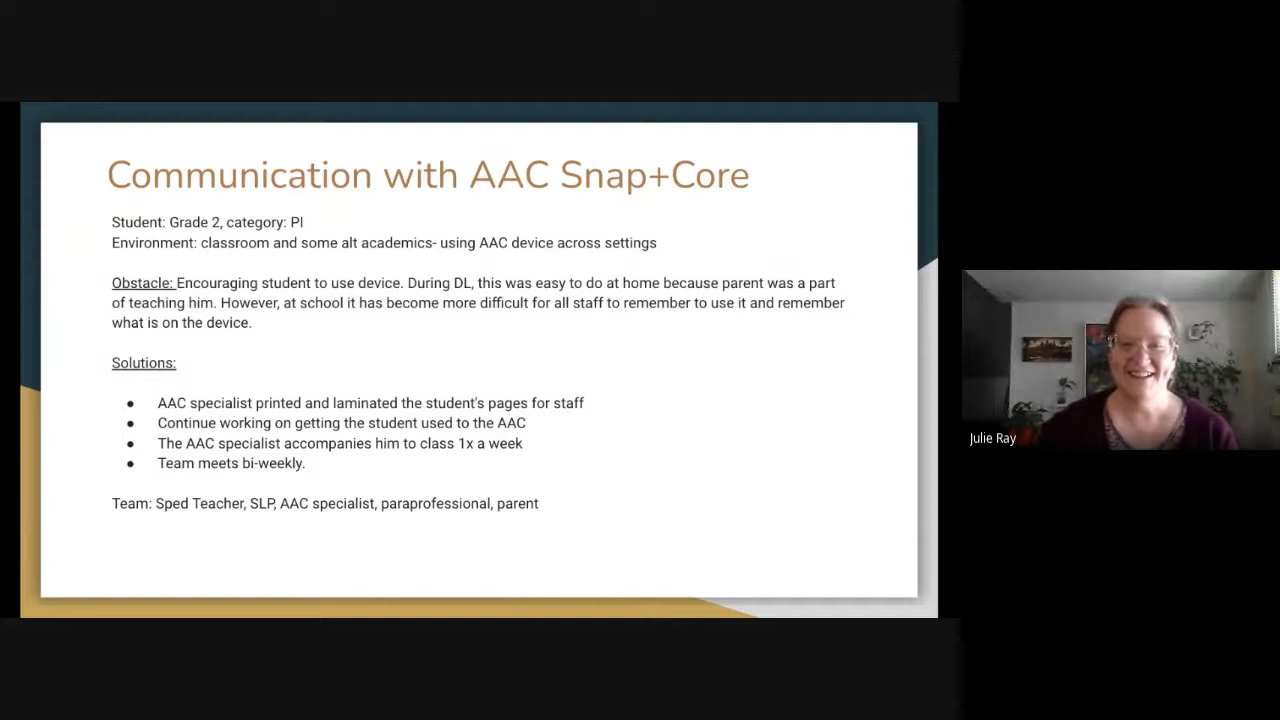 Communication with AAC Snap+Core
Student: Grade 2, category: PI
Environment: classroom and some alt academics- using AAC device across settings
Obstacle: Encouraging student to use device. During DL, this was easy to do at home because parent was a part
of teaching him. However, at school it has become more difficult for all staff to remember to use it and remember
what is on the device.
Solutions:
● AAC specialist printed and laminated the student's pages for staff
● Continue working on getting the student used to the AAC
● The AAC specialist accompanies him to class 1x a week
● Team meets bi-weekly.
Team: Sped Teacher, SLP, AAC specialist, paraprofessional, parent
Julie Ray